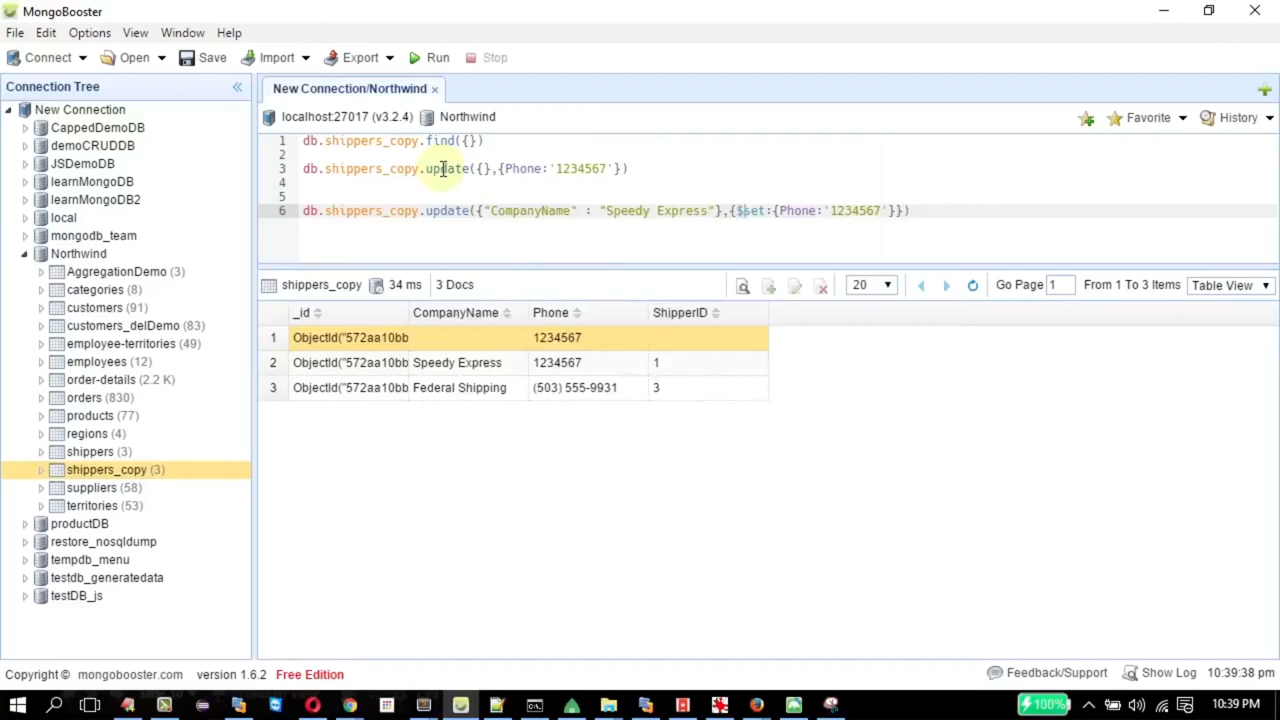 MongoBooster
File Edit Options View Window Help
Connect Open Save Import Export Run Stop
Connection Tree
New Connection
CappedDemoDB
demoCRUDDB
JSDemoDB
learnMongoDB
learnMongoDB2
local
mongodb_team
Northwind
AggregationDemo (3)
categories (8)
customers (91)
customers_delDemo (83)
employee-territories (49)
employees (12)
order-details (2.2 K)
orders (830)
products (77)
regions (4)
shippers (3)
shippers_copy (3)
suppliers (58)
territories (53)
productDB
restore_nosqldump
tempdb_menu
testdb_generatedata
testDB_js
New Connection/Northwind ×
localhost:27017 (v3.2.4) Northwind Favorite History
1 db.shippers_copy.find({})
2
3 db.shippers_copy.update({},{Phone:'1234567'})
4
5
6 db.shippers_copy.update({"CompanyName" : "Speedy Express"},{$set:{Phone:'1234567'}})
shippers_copy 34 ms 3 Docs 20 Go Page 1 From 1 To 3 Items Table View
_id CompanyName Phone ShipperID
1 ObjectId("572aa10bb 1234567
2 ObjectId("572aa10bb Speedy Express 1234567 1
3 ObjectId("572aa10bb Federal Shipping (503) 555-9931 3
Copyright © mongobooster.com version 1.6.2 Free Edition Feedback/Support Show Log 10:39:38 pm
100% 10:39 PM